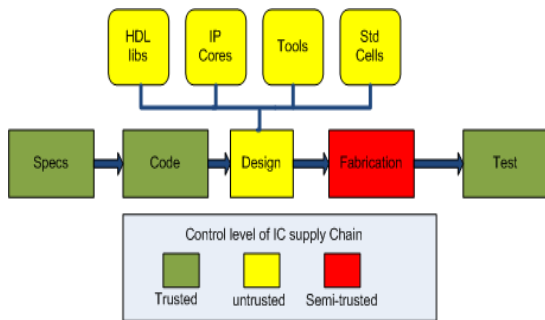 HDL
libs
IP
Cores
Tools
Std
Cells
Specs
Code
Design
Fabrication
Test
Control level of IC supply Chain
Trusted
untrusted
Semi-trusted